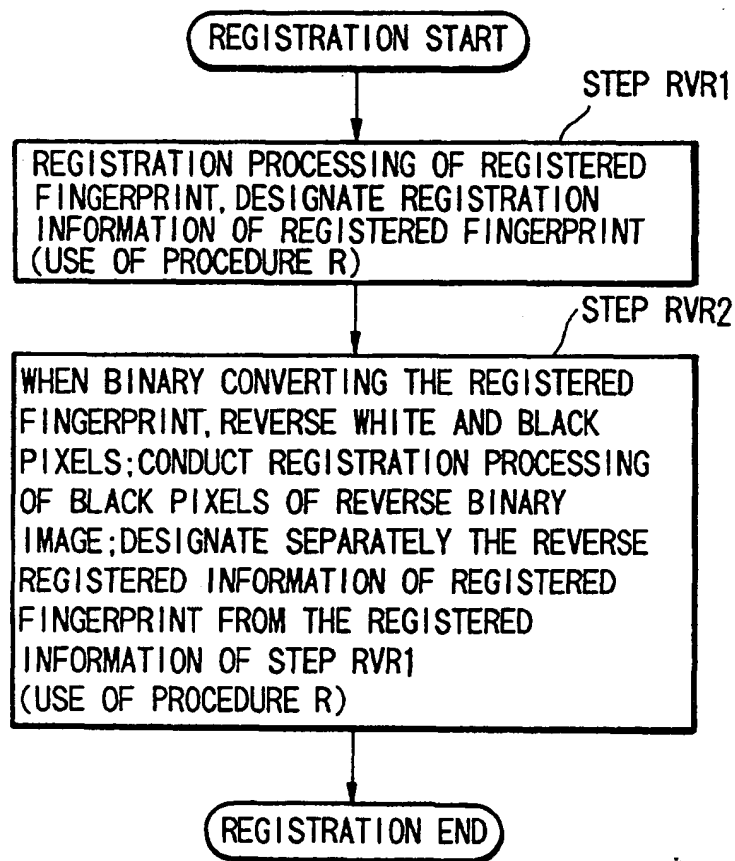 REGISTRATION START
STEP RVR1
REGISTRATION PROCESSING OF REGISTERED
FINGERPRINT, DESIGNATE REGISTRATION
INFORMATION OF REGISTERED FINGERPRINT
(USE OF PROCEDURE R)
STEP RVR2
WHEN BINARY CONVERTING THE REGISTERED
FINGERPRINT, REVERSE WHITE AND BLACK
PIXELS; CONDUCT REGISTRATION PROCESSING
OF BLACK PIXELS OF REVERSE BINARY
IMAGE; DESIGNATE SEPARATELY THE REVERSE
REGISTERED INFORMATION OF REGISTERED
FINGERPRINT FROM THE REGISTERED
INFORMATION OF STEP RVR1
(USE OF PROCEDURE R)
REGISTRATION END